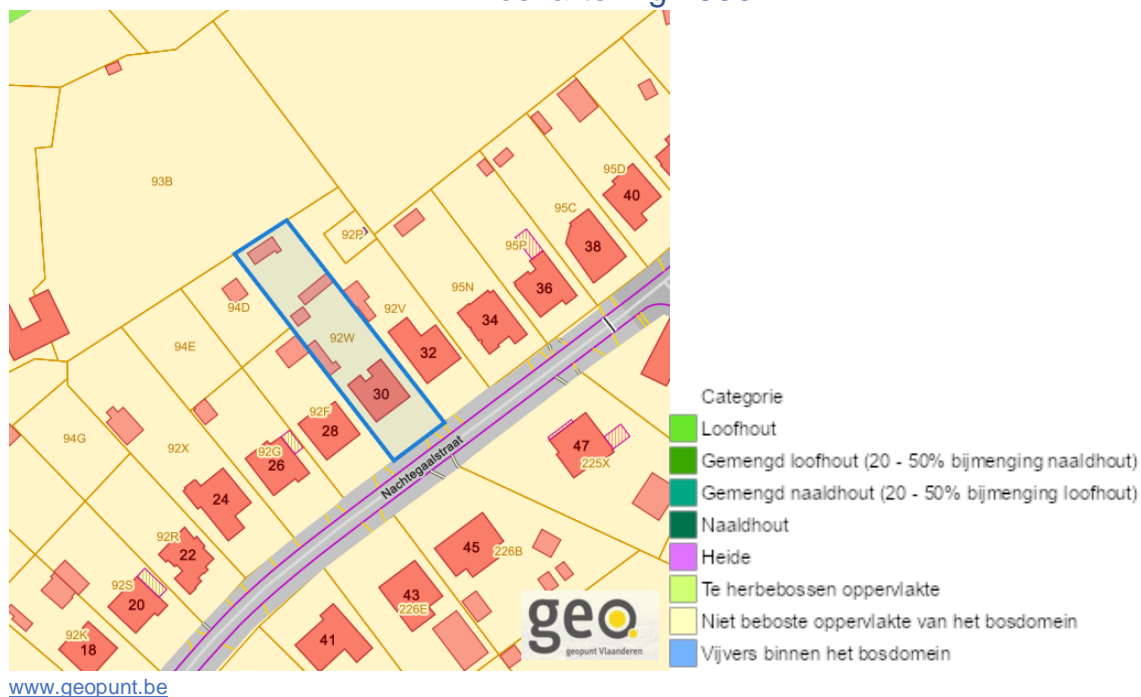 93B
95D
40
95C
38
92P
95P
36
95N
34
94D
92V
92W
32
94E
30
92F
28
94G
92X
92G
26
Nachtegaalstraat
47
225X
24
92R
22
45
226B
92S
20
43
226E
92K
18
41
geo
geopunt Vlaanderen
Categorie
Loofhout
Gemengd loofhout (20 - 50% bijmenging naaldhout)
Gemengd naaldhout (20 - 50% bijmenging loofhout)
Naaldhout
Heide
Te herbebossen oppervlakte
Niet beboste oppervlakte van het bosdomein
Vijvers binnen het bosdomein
www.geopunt.be